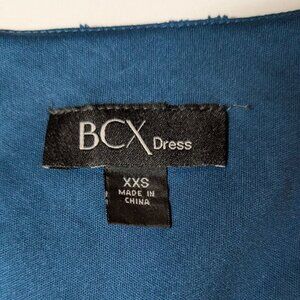 BCX Dress
XXS
MADE IN
CHINA